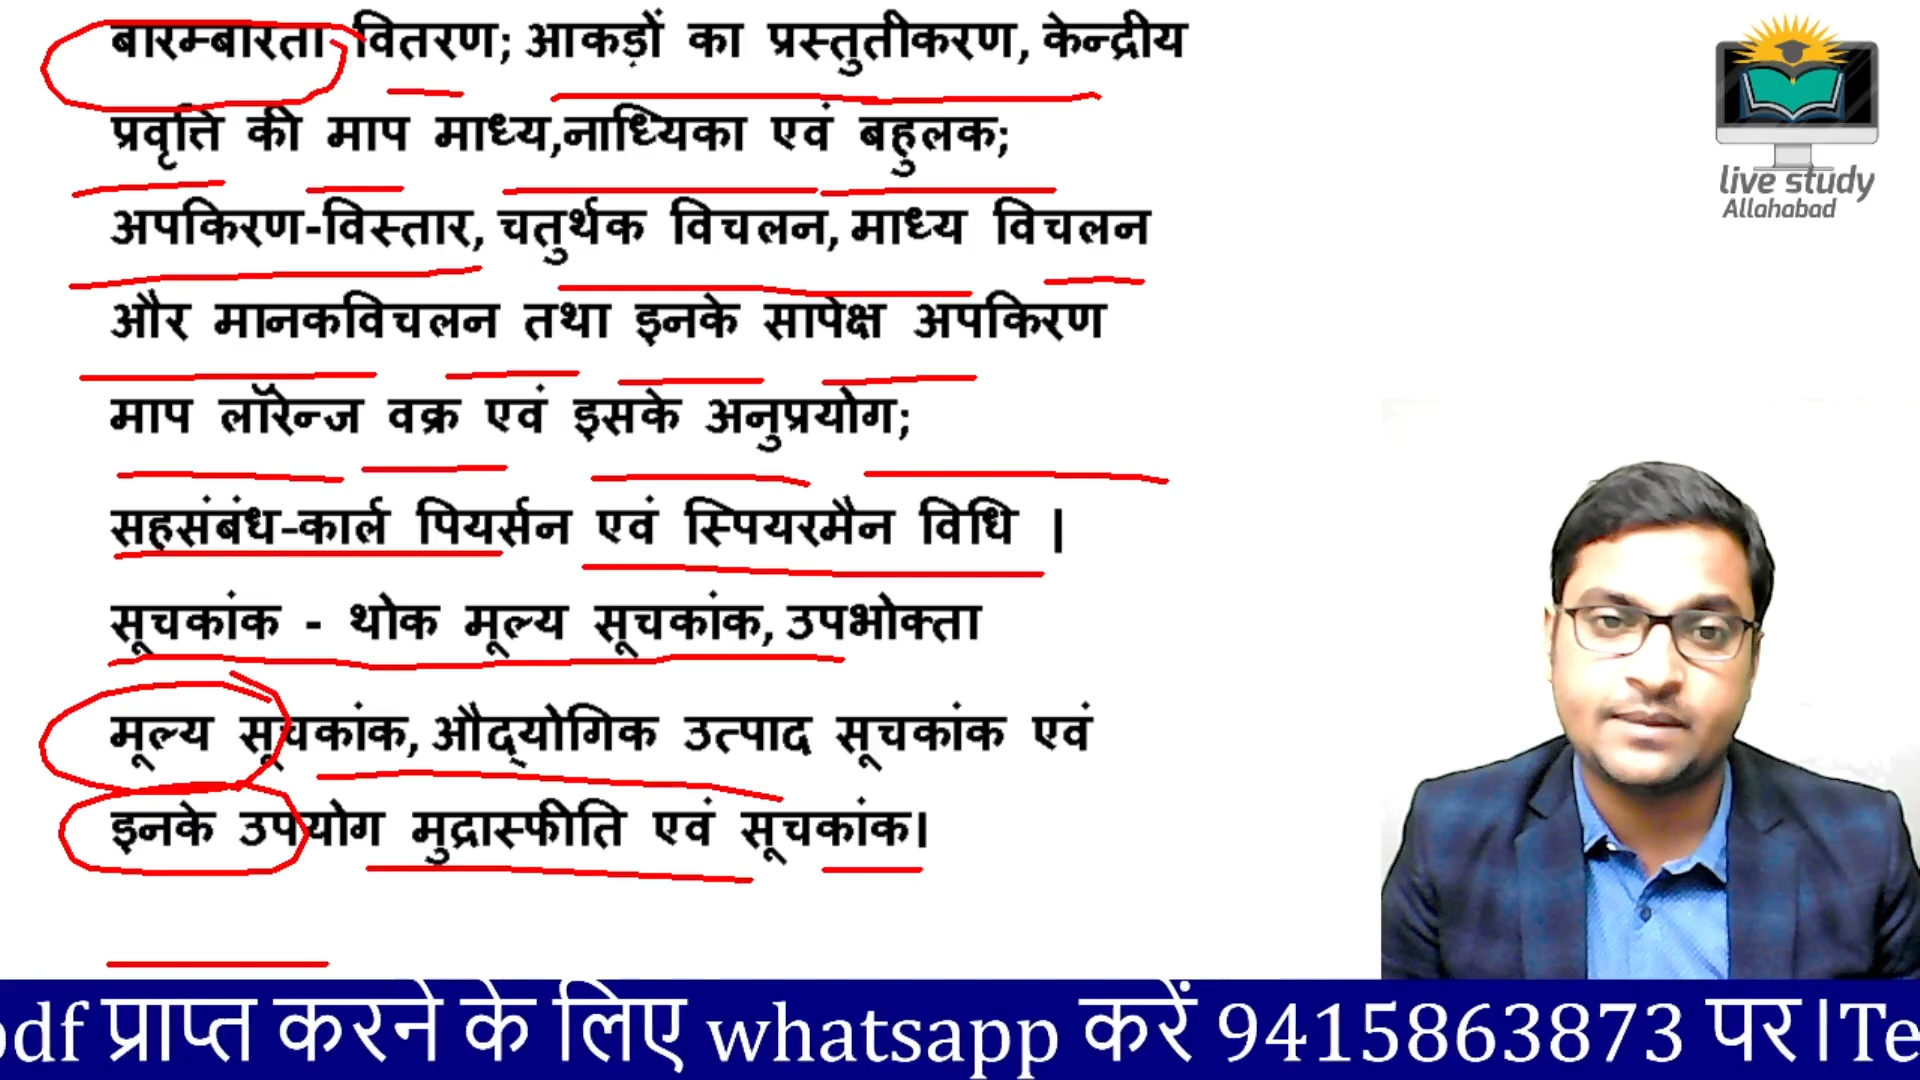 बारम्बारता वितरण; आकड़ों का प्रस्तुतीकरण, केन्द्रीय
प्रवृति की माप माध्य,नाध्यिका एवं बहुलक;
अपकिरण-विस्तार, चतुर्थक विचलन, माध्य विचलन
और मानकविचलन तथा इनके सापेक्ष अपकिरण
माप लॉरेन्ज वक्र एवं इसके अनुप्रयोग;
सहसंबंध-कार्ल पियर्सन एवं स्पियरमैन विधि |
सूचकांक - थोक मूल्य सूचकांक, उपभोक्ता
मूल्य सूचकांक, औद्योगिक उत्पाद सूचकांक एवं
इनके उपयोग मुद्रास्फीति एवं सूचकांक।
live study
Allahabad
pdf प्राप्त करने के लिए whatsapp करें 9415863873 पर।Te